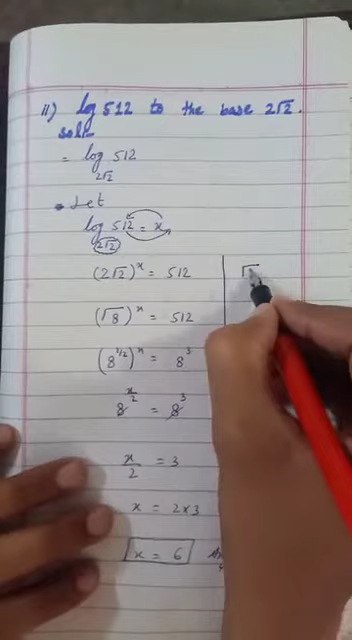 ii) log 512 to the base 2√2.
Sol:-
= log 512
2√2
Let
log 512 = x
2√2
(2√2)^x = 512
(√8)^x = 512
(8^1/2)^x = 8^3
8^x/2 = 8^3
x/2 = 3
x = 2×3
x = 6